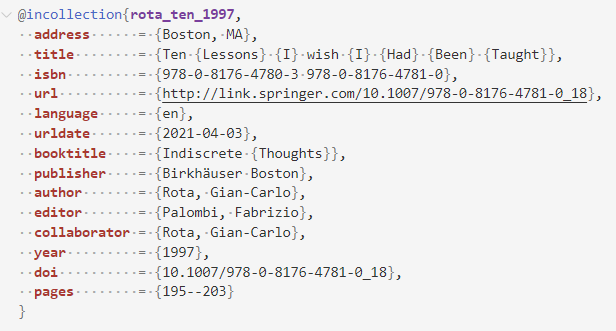 @incollection{rota_ten_1997,
address = {Boston, MA},
title = {Ten {Lessons} {I} wish {I} {Had} {Been} {Taught}},
isbn = {978-0-8176-4780-3 978-0-8176-4781-0},
url = {http://link.springer.com/10.1007/978-0-8176-4781-0_18},
language = {en},
urldate = {2021-04-03},
booktitle = {Indiscrete {Thoughts}},
publisher = {Birkhäuser Boston},
author = {Rota, Gian-Carlo},
editor = {Palombi, Fabrizio},
collaborator = {Rota, Gian-Carlo},
year = {1997},
doi = {10.1007/978-0-8176-4781-0_18},
pages = {195--203}
}